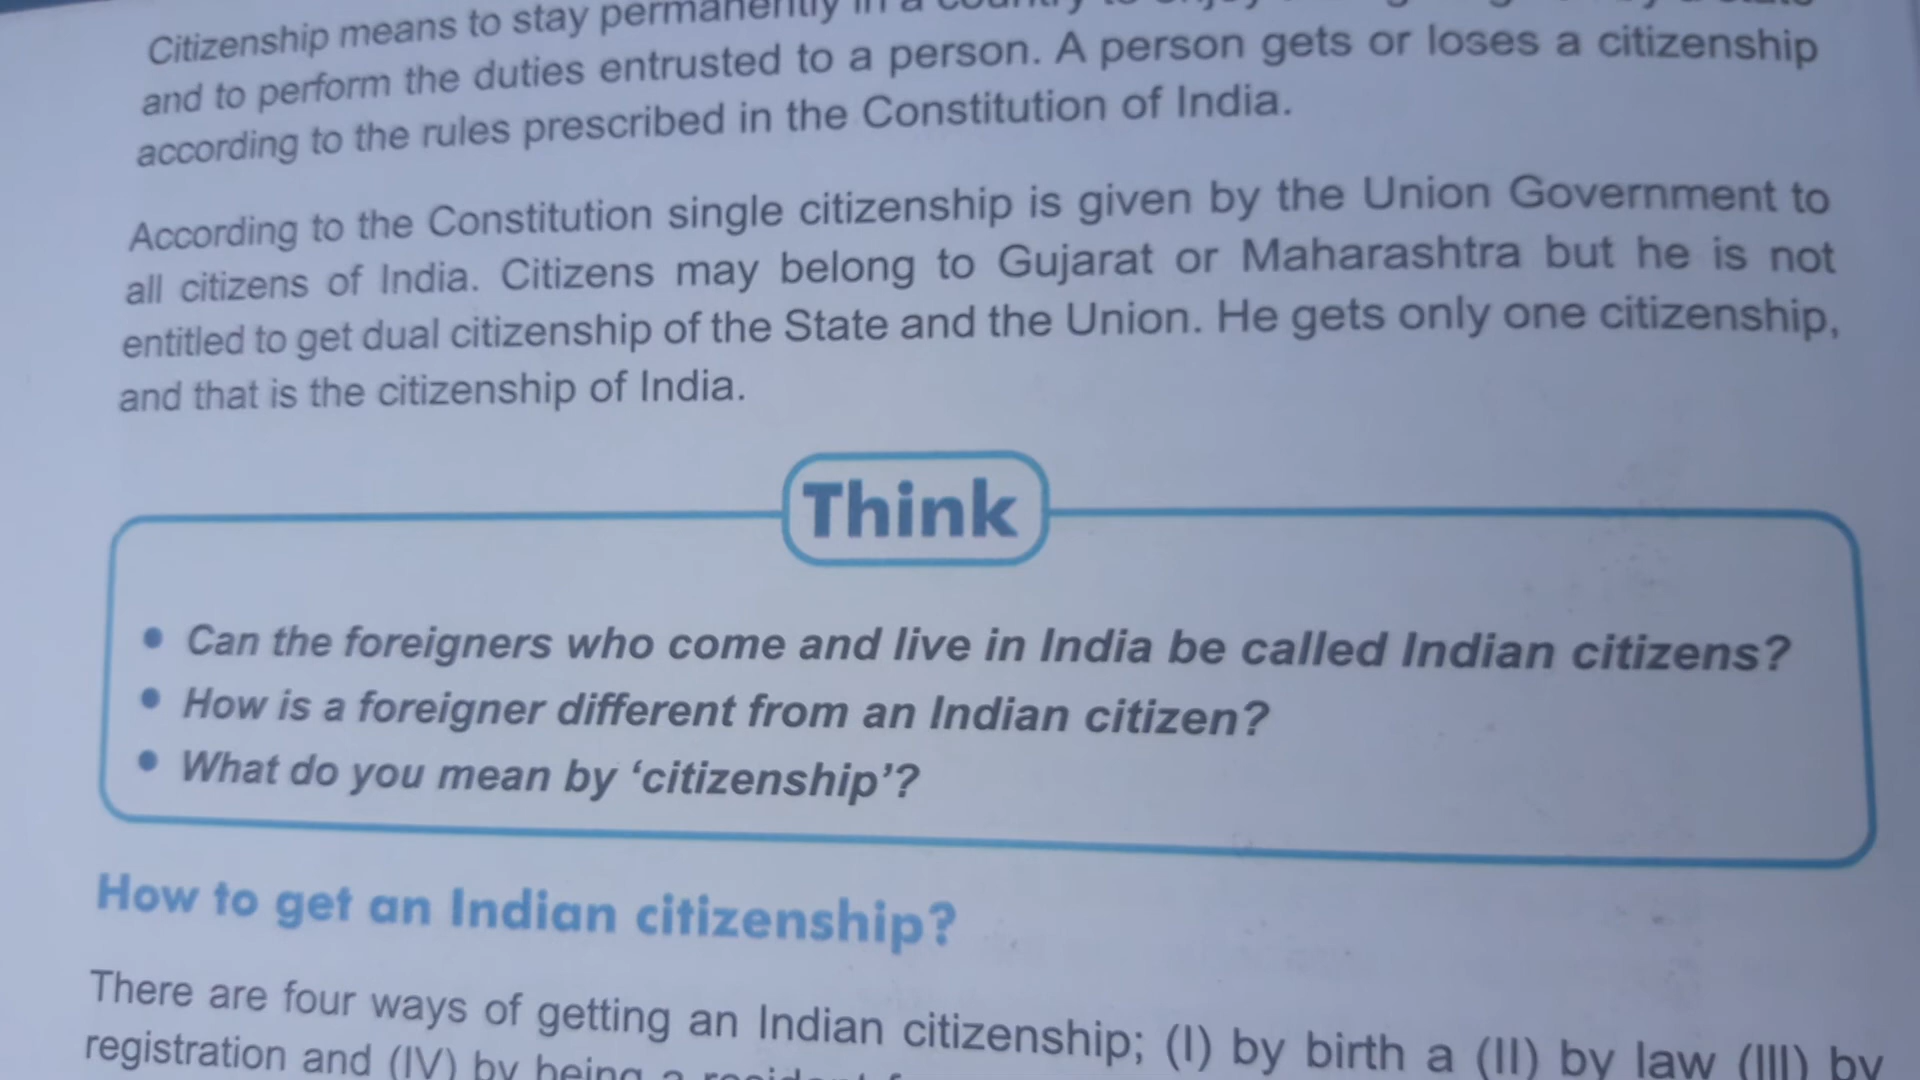 Citizenship means to stay permanently in a country to enjoy
and to perform the duties entrusted to a person. A person gets or loses a citizenship
according to the rules prescribed in the Constitution of India.
According to the Constitution single citizenship is given by the Union Government to
all citizens of India. Citizens may belong to Gujarat or Maharashtra but he is not
entitled to get dual citizenship of the State and the Union. He gets only one citizenship,
and that is the citizenship of India.
Think
• Can the foreigners who come and live in India be called Indian citizens?
• How is a foreigner different from an Indian citizen?
• What do you mean by ‘citizenship’?
How to get an Indian citizenship?
There are four ways of getting an Indian citizenship; (I) by birth a (II) by law (III) by
registration and (IV) by being a